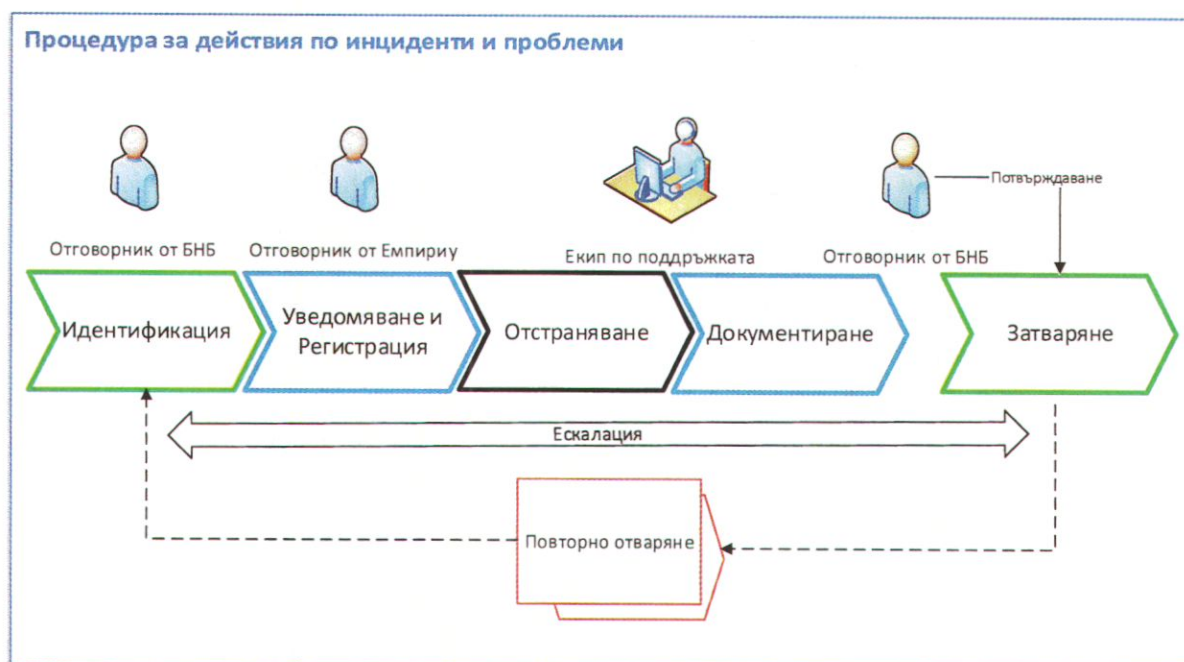 Процедура за действия по инциденти и проблеми
Потвърждаване
Отговорник от БНБ
Отговорник от Емпириу
Екип по поддръжката
Отговорник от БНБ
Идентификация
Уведомяване и
Регистрация
Отстраняване
Документиране
Затваряне
Ескалация
Повторно отваряне